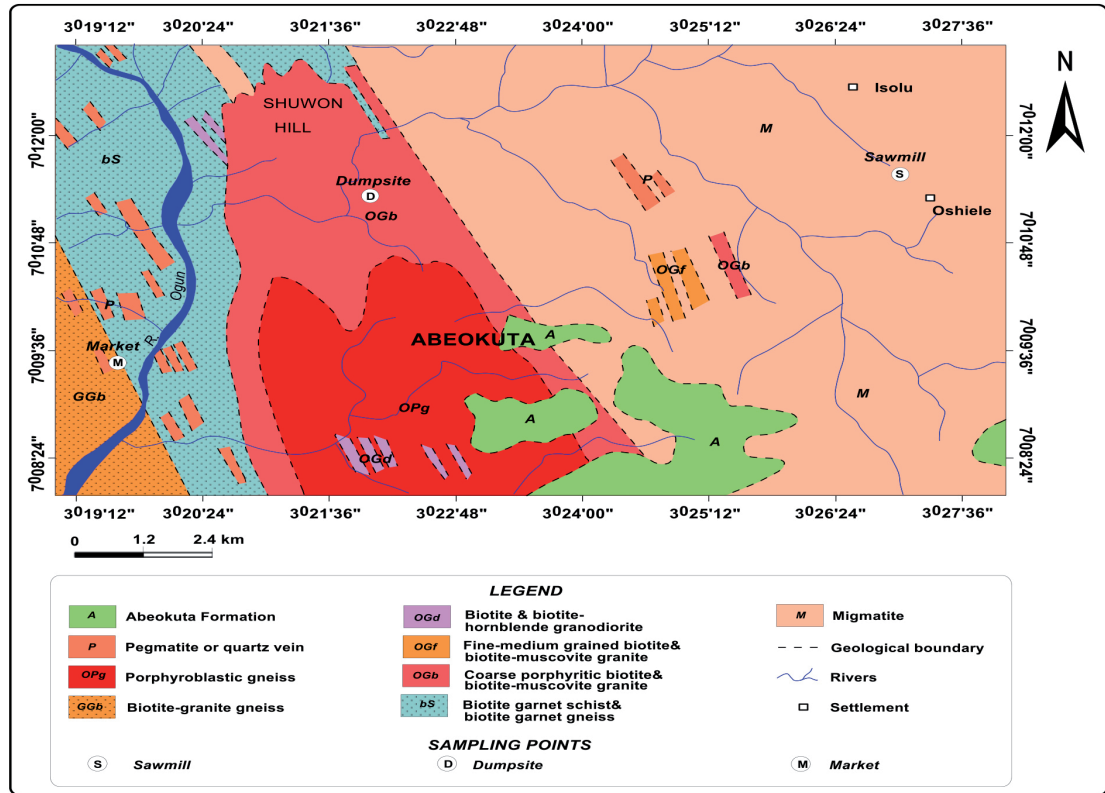 3019'12" 3020'24" 3021'36" 3022'48" 3024'00" 3025'12" 3026'24" 3027'36"
N
Isolu
SHUWON
HILL
7012'00"
M
7012'00"
bS
Sawmill
S
P
Dumpsite
D
Oshiele
OGb
7010'48"
7010'48"
OGf
OGb
Ogun
P
R.
Market
M
ABEOKUTA
A
7009'36"
7009'36"
GGb
OPg
M
A
A
7008'24"
OGd
7008'24"
3019'12" 3020'24" 3021'36" 3022'48" 3024'00" 3025'12" 3026'24" 3027'36"
0 1.2 2.4 km
LEGEND
A Abeokuta Formation
P Pegmatite or quartz vein
OPg Porphyroblastic gneiss
GGb Biotite-granite gneiss
OGd Biotite & biotite-
hornblende granodiorite
OGf Fine-medium grained biotite&
biotite-muscovite granite
OGb Coarse porphyritic biotite&
biotite-muscovite granite
bS Biotite garnet schist&
biotite garnet gneiss
M Migmatite
Geological boundary
Rivers
Settlement
SAMPLING POINTS
S Sawmill
D Dumpsite
M Market